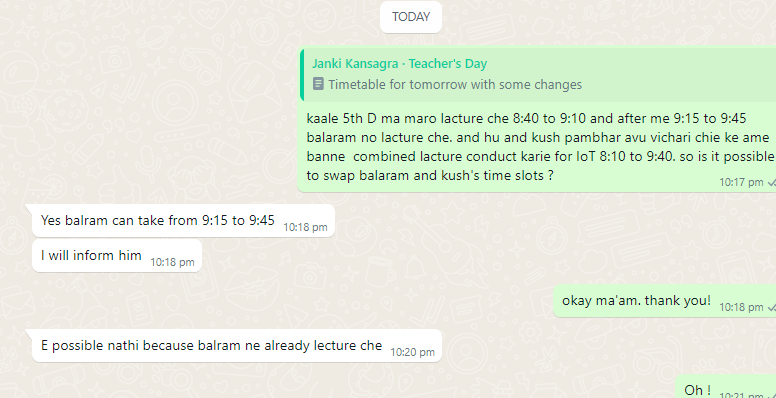 TODAY
Janki Kansagra · Teacher's Day
Timetable for tomorrow with some changes
kaale 5th D ma maro lacture che 8:40 to 9:10 and after me 9:15 to 9:45
balaram no lacture che. and hu and kush pambhar avu vichari chie ke ame
banne combined lacture conduct karie for IoT 8:10 to 9:40. so is it possible
to swap balaram and kush's time slots ?
10:17 pm
Yes balram can take from 9:15 to 9:45
10:18 pm
I will inform him
10:18 pm
okay ma'am. thank you!
10:18 pm
E possible nathi because balram ne already lecture che
10:20 pm
Oh !
10:21 pm